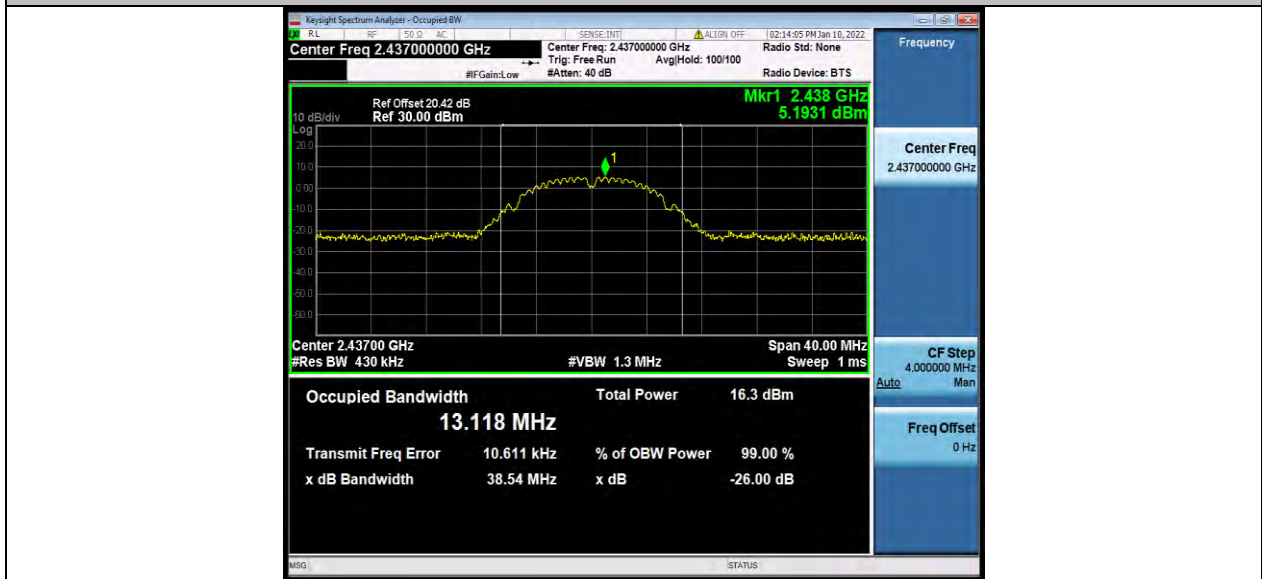 Keysight Spectrum Analyzer - Occupied BW
RL RF 50 Ω AC SENSE:INT ALIGN OFF 02:14:05 PM Jan 10, 2022
Center Freq 2.437000000 GHz
Center Freq: 2.437000000 GHz
Radio Std: None
Trig: Free Run Avg|Hold: 100/100
#IFGain:Low
#Atten: 40 dB
Radio Device: BTS
Ref Offset 20.42 dB
Mkr1 2.438 GHz
10 dB/div Ref 30.00 dBm
5.1931 dBm
Log
20.0
10.0
1
0.00
-10.0
-20.0
-30.0
-40.0
-50.0
-60.0
Center 2.43700 GHz
Span 40.00 MHz
#Res BW 430 kHz
#VBW 1.3 MHz
Sweep 1 ms
Occupied Bandwidth
Total Power 16.3 dBm
13.118 MHz
Transmit Freq Error 10.611 kHz % of OBW Power 99.00 %
x dB Bandwidth 38.54 MHz x dB -26.00 dB
MSG STATUS
Frequency
Center Freq
2.437000000 GHz
CF Step
4.000000 MHz
Auto Man
Freq Offset
0 Hz